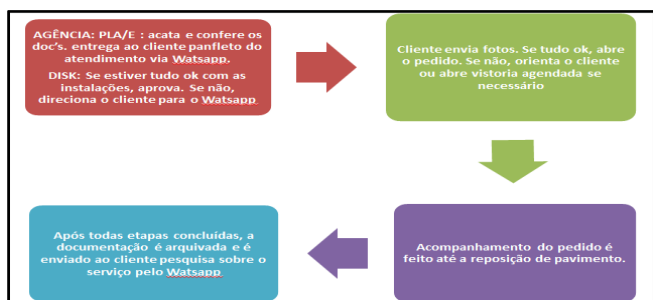 AGÊNCIA: PLA/E : acata e confere os
doc's. entrega ao cliente panfleto do
atendimento via Watsapp.
DISK: Se estiver tudo ok com as
instalações, aprova. Se não,
direciona o cliente para o Watsapp
Cliente envia fotos. Se tudo ok, abre
o pedido. Se não, orienta o cliente
ou abre vistoria agendada se
necessário
Acompanhamento do pedido é
feito até a reposição de pavimento.
Após todas etapas concluídas, a
documentação é arquivada e é
enviado ao cliente pesquisa sobre o
serviço pelo Watsapp